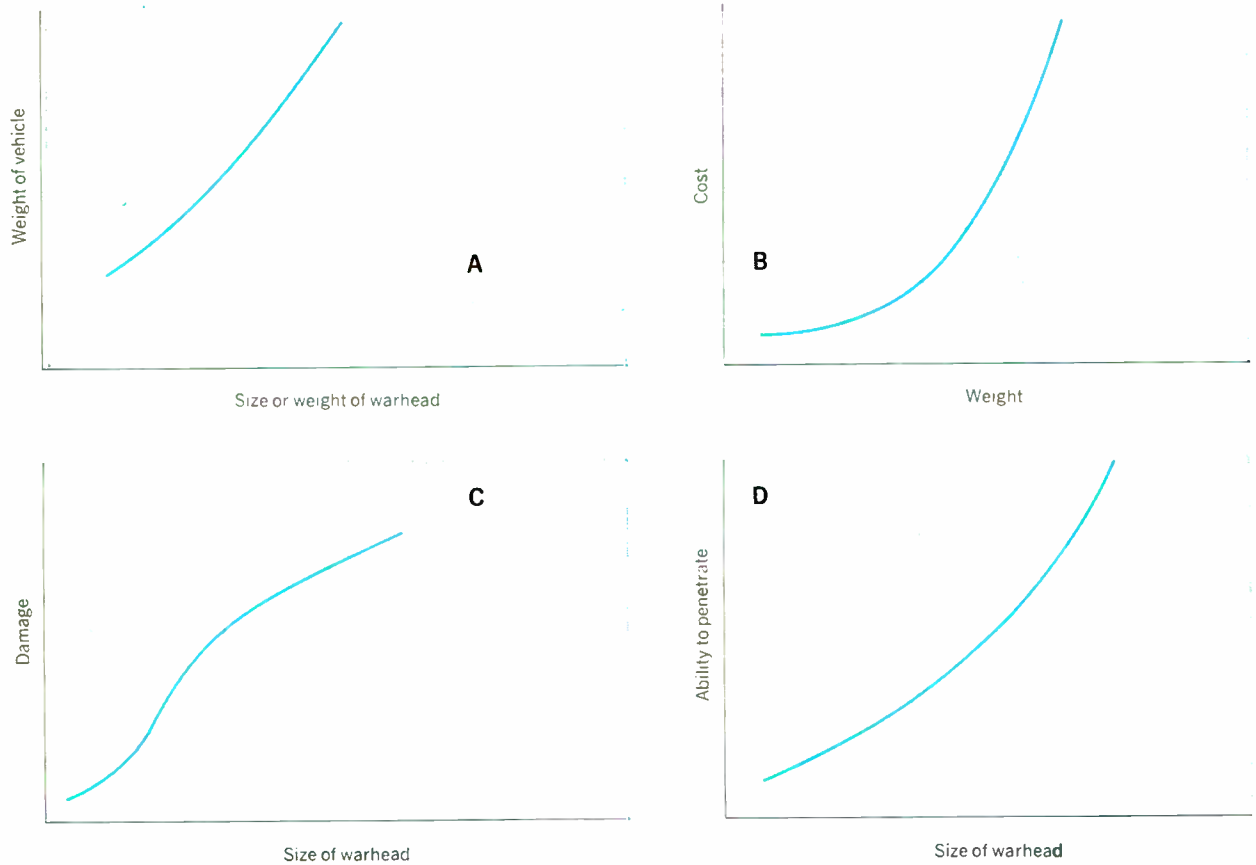 Weight of vehicle
A
Size or weight of warhead
Cost
B
Weight
Damage
C
Size of warhead
Ability to penetrate
D
Size of warhead